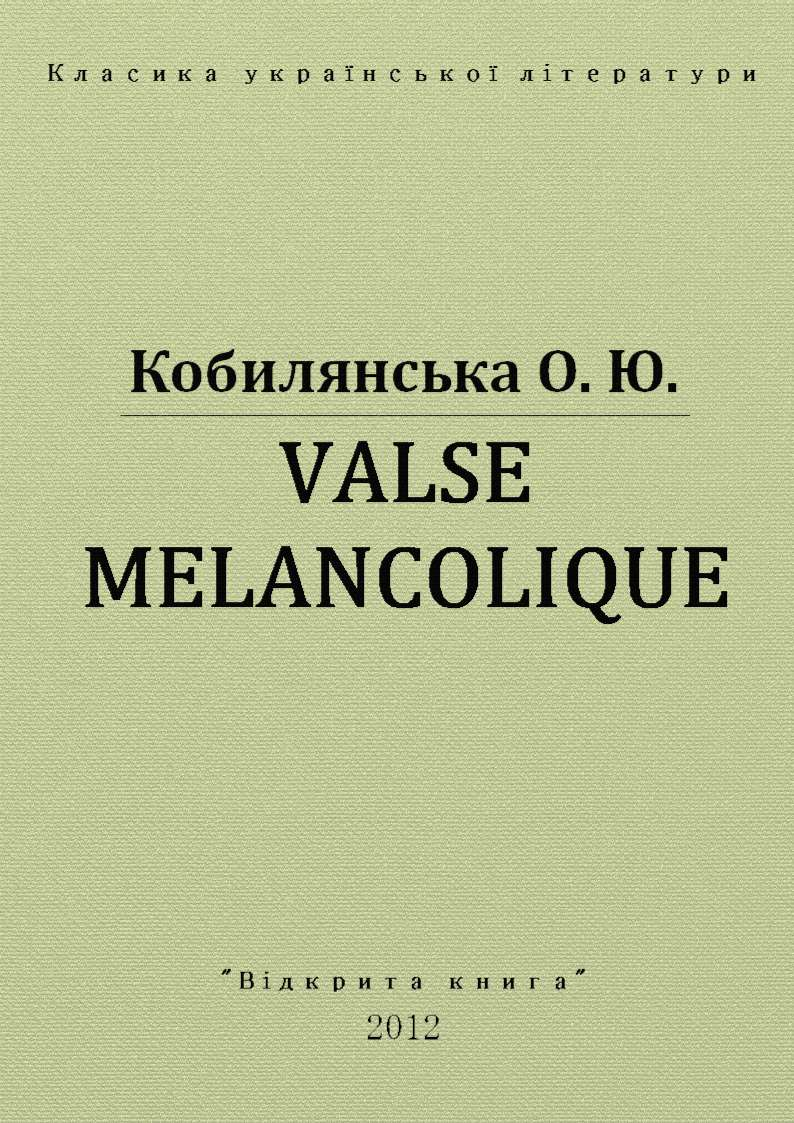 Класика української літератури
Кобилянська О. Ю.
VALSE
MELANCOLIQUE
"Відкрита книга"
2012